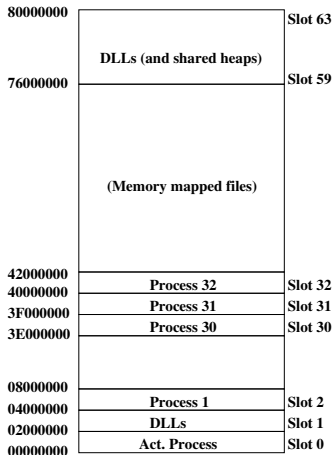 80000000
Slot 63
DLLs (and shared heaps)
76000000
Slot 59
(Memory mapped files)
42000000
Process 32 Slot 32
40000000
Process 31 Slot 31
3F000000
Process 30 Slot 30
3E000000
08000000
Process 1 Slot 2
04000000
DLLs Slot 1
02000000
Act. Process Slot 0
00000000